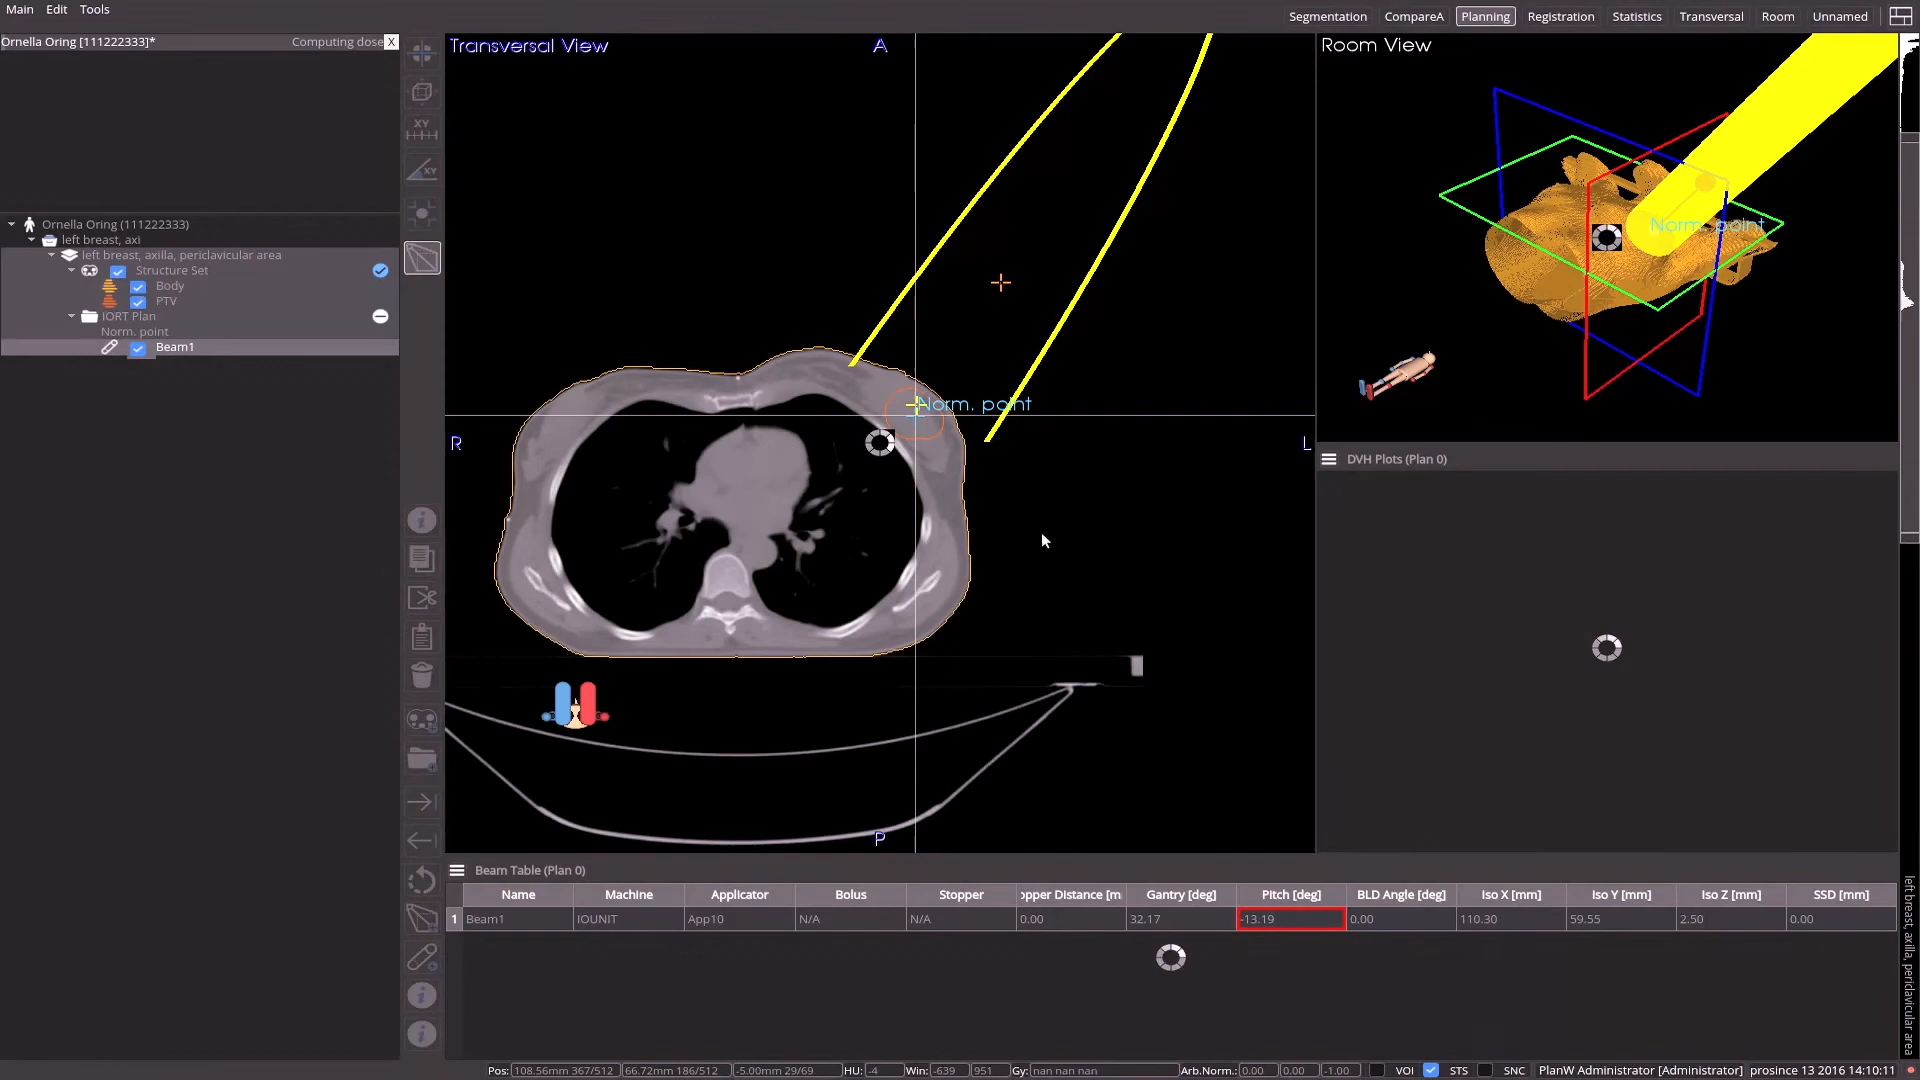 Main Edit Tools
Segmentation CompareA Planning Registration Statistics Transversal Room Unnamed
Ornella Oring [111222333]* Computing dose X
Transversal View A
Room View
XY
XY
Ornella Oring (111222333)
left breast, axi
left breast, axilla, periclavicular area
Structure Set
Body
PTV
IORT Plan
Norm. point
Beam1
Norm. point
Norm. point
R L
P
DVH Plots (Plan 0)
Beam Table (Plan 0)
Name Machine Applicator Bolus Stopper opper Distance [m Gantry [deg] Pitch [deg] BLD Angle [deg] Iso X [mm] Iso Y [mm] Iso Z [mm] SSD [mm]
1 Beam1 IOUNIT App10 N/A N/A 0.00 32.17 -13.19 0.00 110.30 59.55 2.50 0.00
left breast, axilla, periclavicular area
Pos: 108.56mm 367/512 66.72mm 186/512 -5.00mm 29/69 HU: -4 Win: -639 951 Gy: nan nan nan Arb.Norm.: 0.00 0.00 -1.00 VOI STS SNC PlanW Administrator [Administrator] prosince 13 2016 14:10:11